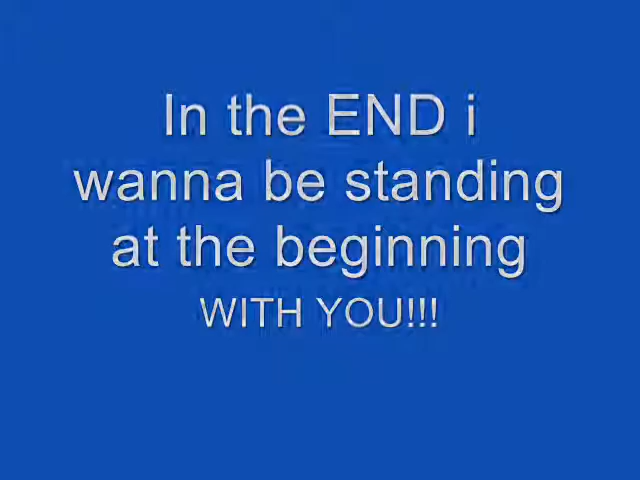 In the END i
wanna be standing
at the beginning
WITH YOU!!!